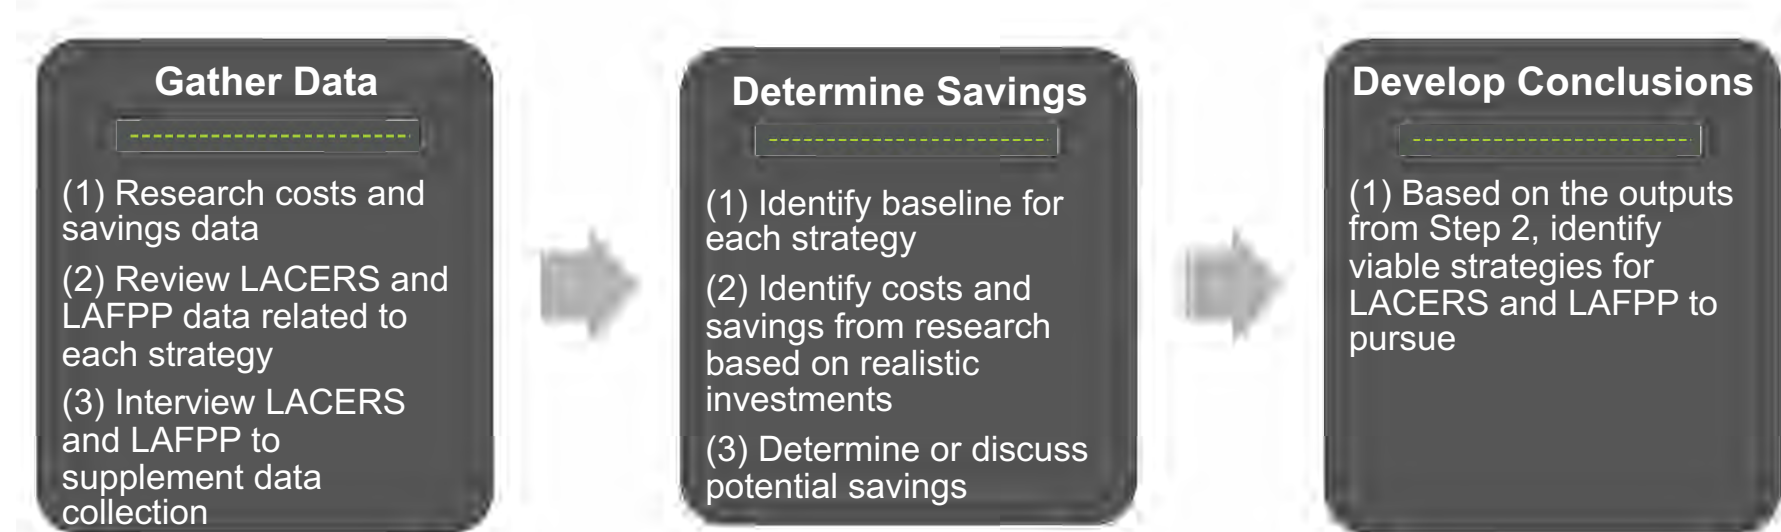 Gather Data
(1) Research costs and
savings data
(2) Review LACERS and
LAFPP data related to
each strategy
(3) Interview LACERS
and LAFPP to
supplement data
collection
Determine Savings
(1) Identify baseline for
each strategy
(2) Identify costs and
savings from research
based on realistic
investments
(3) Determine or discuss
potential savings
Develop Conclusions
(1) Based on the outputs
from Step 2, identify
viable strategies for
LACERS and LAFPP to
pursue